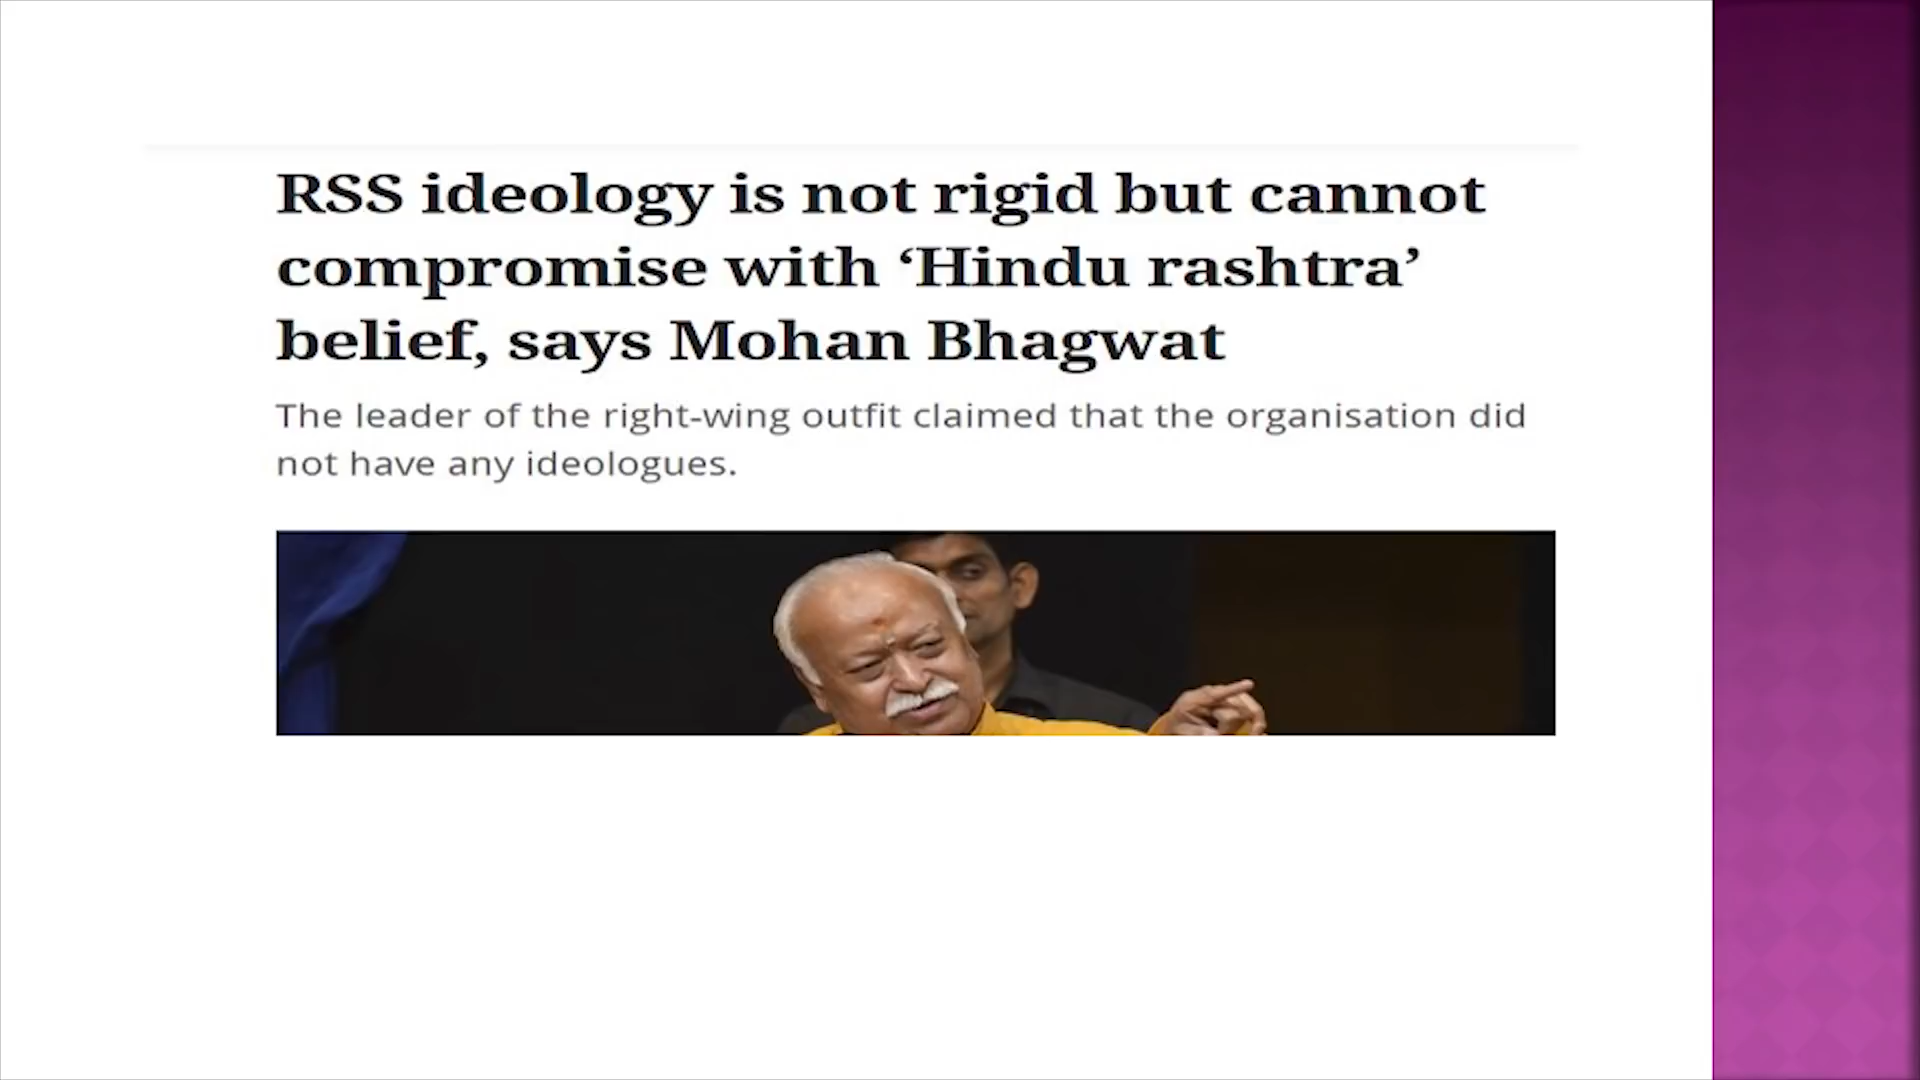 RSS ideology is not rigid but cannot
compromise with ‘Hindu rashtra’
belief, says Mohan Bhagwat
The leader of the right-wing outfit claimed that the organisation did
not have any ideologues.